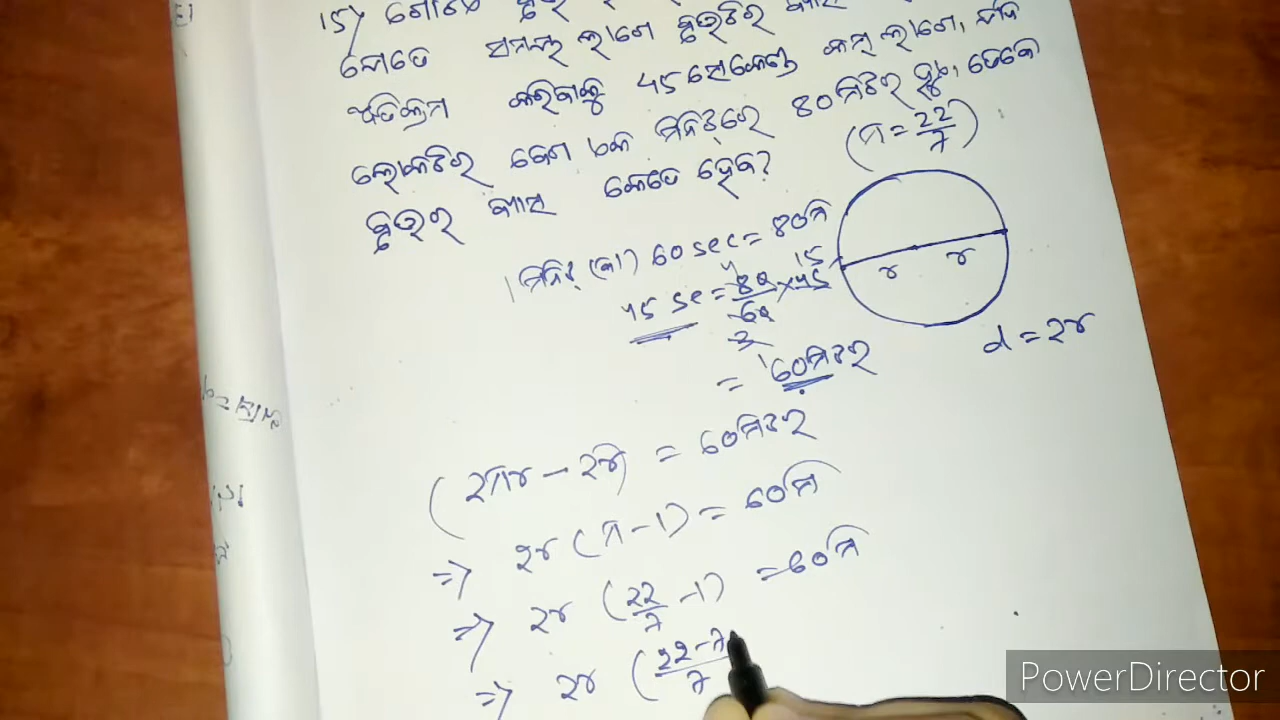 15) ଗୋଟିଏ ବୃତ୍ତ
ଯେତେ ସମୟ ଲାଗେ ବୃତ୍ତଟିର ବ୍ୟାସ
ଅତିକ୍ରମ କରିବାକୁ 45 ସେକେଣ୍ଡ କମ୍ ଲାଗେ, ଯଦି
ଲୋକଟିର ବେଗ ଏକ ମିନିଟ୍‌ରେ 80 ମିଟର ହୁଏ, ତେବେ
ବୃତ୍ତର ବ୍ୟାସ କେତେ ହେବ? (π = 22/7)
1 ମିନିଟ୍ (ବା) 60 sec = 80 ମି
45 se = 80/60 × 45
= 60 ମିଟର
r r
d = 2r
(2πr − 2r) = 60 ମିଟର
⇒ 2r (π − 1) = 60 ମି
⇒ 2r (22/7 − 1) = 60 ମି
⇒ 2r (22 − 7/7
PowerDirector